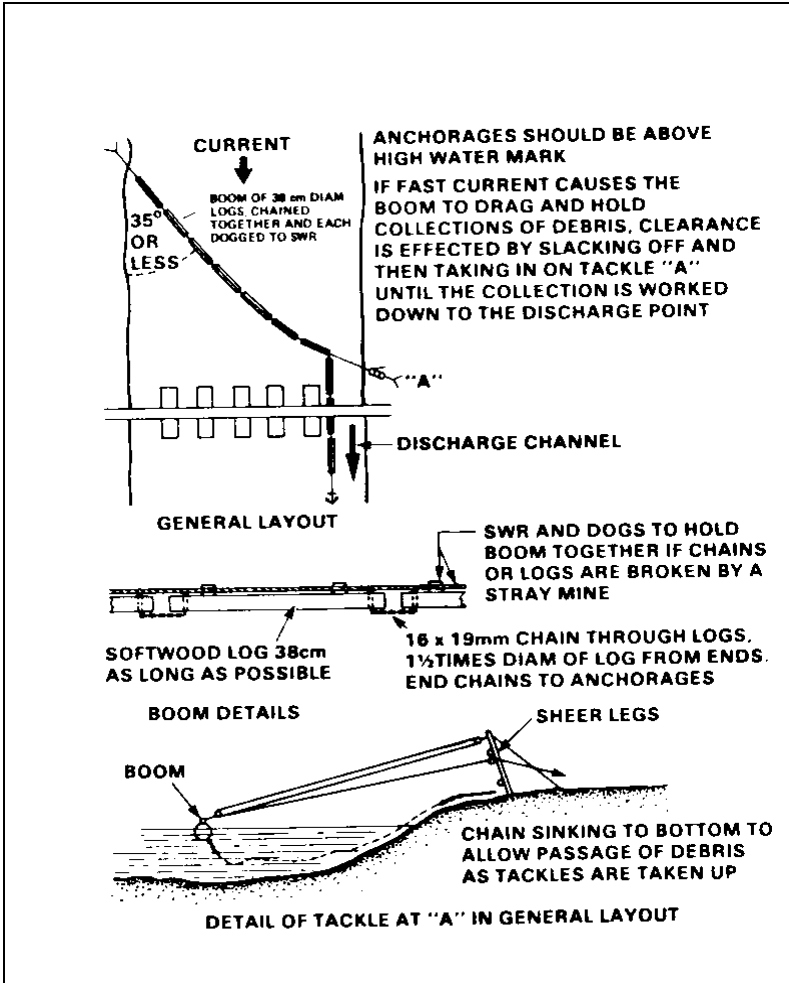 CURRENT
BOOM OF 38 cm DIAM
LOGS, CHAINED
TOGETHER AND EACH
DOGGED TO SWR
35°
OR
LESS
ANCHORAGES SHOULD BE ABOVE
HIGH WATER MARK
IF FAST CURRENT CAUSES THE
BOOM TO DRAG AND HOLD
COLLECTIONS OF DEBRIS, CLEARANCE
IS EFFECTED BY SLACKING OFF AND
THEN TAKING IN ON TACKLE "A"
UNTIL THE COLLECTION IS WORKED
DOWN TO THE DISCHARGE POINT
"A"
DISCHARGE CHANNEL
GENERAL LAYOUT
SWR AND DOGS TO HOLD
BOOM TOGETHER IF CHAINS
OR LOGS ARE BROKEN BY A
STRAY MINE
SOFTWOOD LOG 38cm
AS LONG AS POSSIBLE
16 x 19mm CHAIN THROUGH LOGS,
1½TIMES DIAM OF LOG FROM ENDS.
END CHAINS TO ANCHORAGES
BOOM DETAILS
SHEER LEGS
BOOM
CHAIN SINKING TO BOTTOM TO
ALLOW PASSAGE OF DEBRIS
AS TACKLES ARE TAKEN UP
DETAIL OF TACKLE AT "A" IN GENERAL LAYOUT